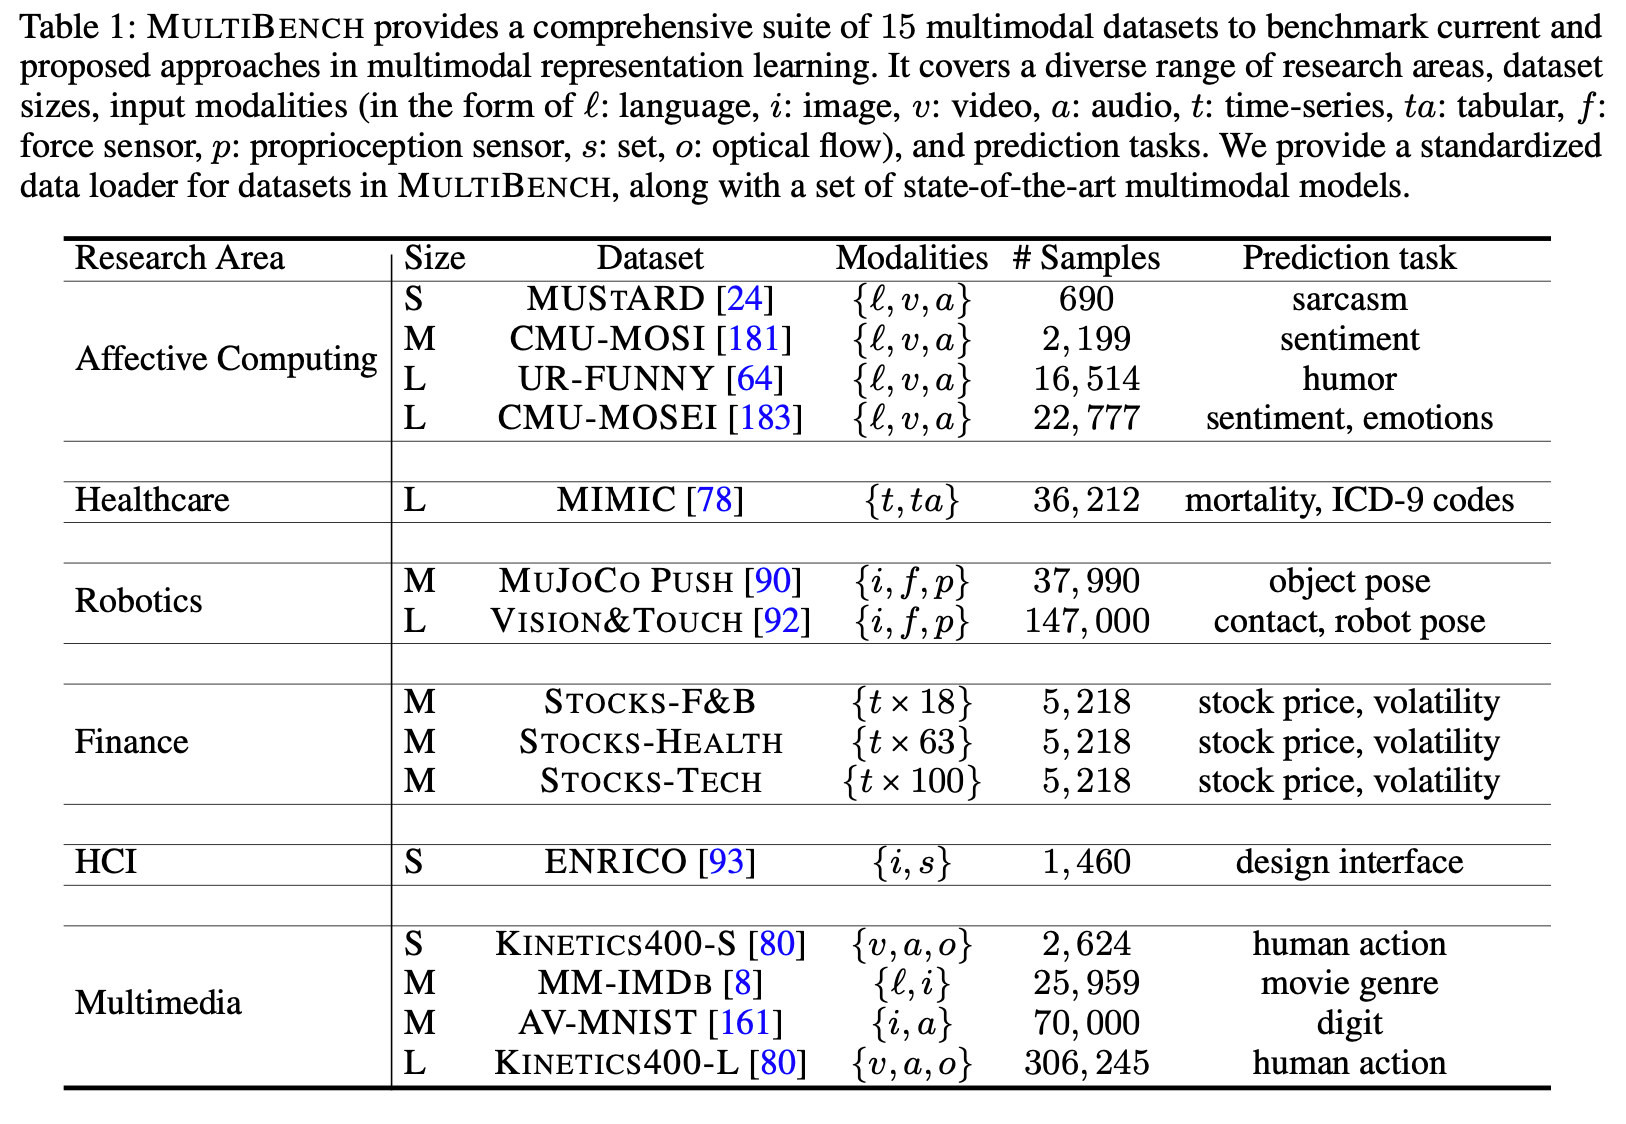 Table 1: MULTIBENCH provides a comprehensive suite of 15 multimodal datasets to benchmark current and
proposed approaches in multimodal representation learning. It covers a diverse range of research areas, dataset
sizes, input modalities (in the form of ℓ: language, i: image, v: video, a: audio, t: time-series, ta: tabular, f:
force sensor, p: proprioception sensor, s: set, o: optical flow), and prediction tasks. We provide a standardized
data loader for datasets in MULTIBENCH, along with a set of state-of-the-art multimodal models.
Research Area Size Dataset Modalities # Samples Prediction task
Affective Computing
S MUSTARD [24] {ℓ, v, a} 690 sarcasm
M CMU-MOSI [181] {ℓ, v, a} 2, 199 sentiment
L UR-FUNNY [64] {ℓ, v, a} 16, 514 humor
L CMU-MOSEI [183] {ℓ, v, a} 22, 777 sentiment, emotions
Healthcare L MIMIC [78] {t, ta} 36, 212 mortality, ICD-9 codes
Robotics
M MUJOCO PUSH [90] {i, f, p} 37, 990 object pose
L VISION&TOUCH [92] {i, f, p} 147, 000 contact, robot pose
Finance
M STOCKS-F&B {t × 18} 5, 218 stock price, volatility
M STOCKS-HEALTH {t × 63} 5, 218 stock price, volatility
M STOCKS-TECH {t × 100} 5, 218 stock price, volatility
HCI S ENRICO [93] {i, s} 1, 460 design interface
Multimedia
S KINETICS400-S [80] {v, a, o} 2, 624 human action
M MM-IMDB [8] {ℓ, i} 25, 959 movie genre
M AV-MNIST [161] {i, a} 70, 000 digit
L KINETICS400-L [80] {v, a, o} 306, 245 human action